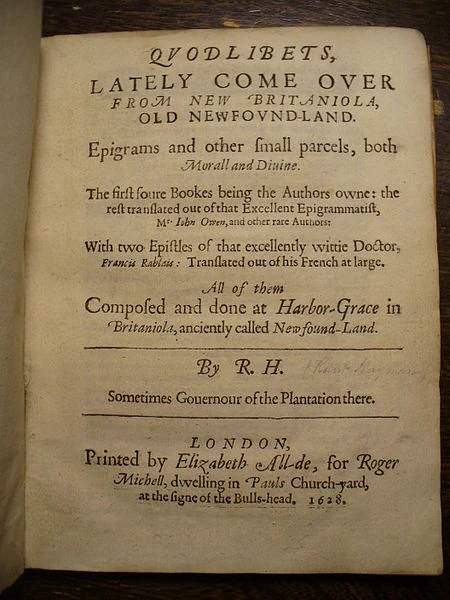 QVODLIBETS,
LATELY COME OVER
FROM NEW BRITANIOLA,
OLD NEWFOVND-LAND.
Epigrams and other ſmall parcels, both
Morall and Diuine.
The firſt foure Bookes being the Authors owne: the
reſt tranſlated out of that Excellent Epigrammatiſt,
Mr. Iohn Owen, and other rare Authors:
With two Epiſtles of that excellently wittie Doctor,
Francis Rablais: Tranſlated out of his French at large.
All of them
Compoſed and done at Harbor-Grace in
Britaniola, anciently called Newfound-Land.
By R. H.
Sometimes Gouernour of the Plantation there.
LONDON,
Printed by Elizabeth All-de, for Roger
Michell, dwelling in Pauls Church-yard,
at the ſigne of the Bulls-head. 1628.